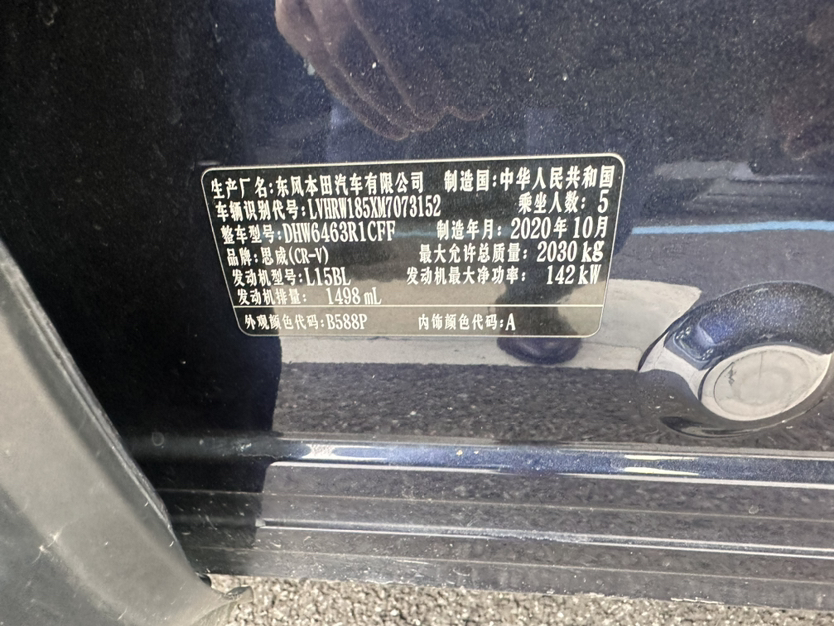 生产厂名:东风本田汽车有限公司 制造国:中华人民共和国
车辆识别代号:LVHRW185XM7073152 乘坐人数: 5
整车型号:DHW6463R1CFF 制造年月: 2020年10月
品牌:思威(CR-V) 最大允许总质量: 2030 kg
发动机型号:L15BL 发动机最大净功率: 142 kW
发动机排量: 1498 mL
外观颜色代码:B588P 内饰颜色代码:A